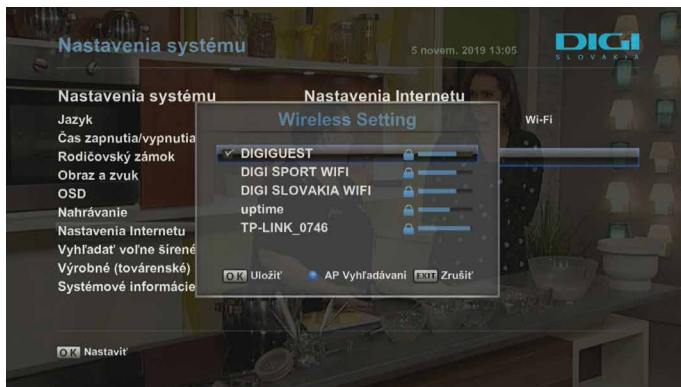 Nastavenia systému
5 novem. 2019 13:05
DIGI
SLOVAKIA
Nastavenia systému
Nastavenia Internetu
Jazyk
Wi-Fi
Čas zapnutia/vypnutia
Rodičovský zámok
Obraz a zvuk
OSD
Nahrávanie
Nastavenia Internetu
Vyhľadať voľne šírené
Výrobné (továrenské)
Systémové informácie
Wireless Setting
DIGIGUEST
DIGI SPORT WIFI
DIGI SLOVAKIA WIFI
uptime
TP-LINK_0746
OK Uložiť
AP Vyhľadávani
EXIT Zrušiť
OK Nastaviť